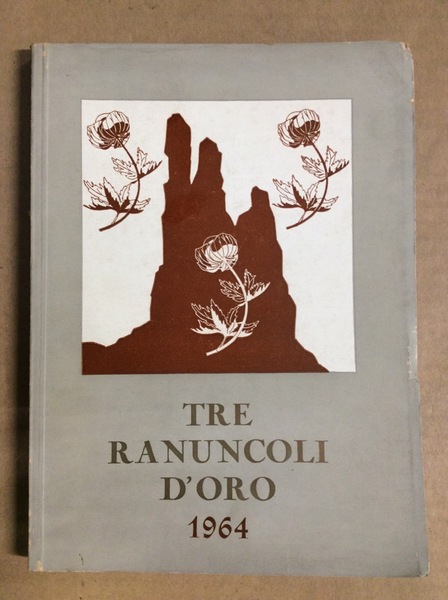 TRE
RANUNCOLI
D'ORO
1964